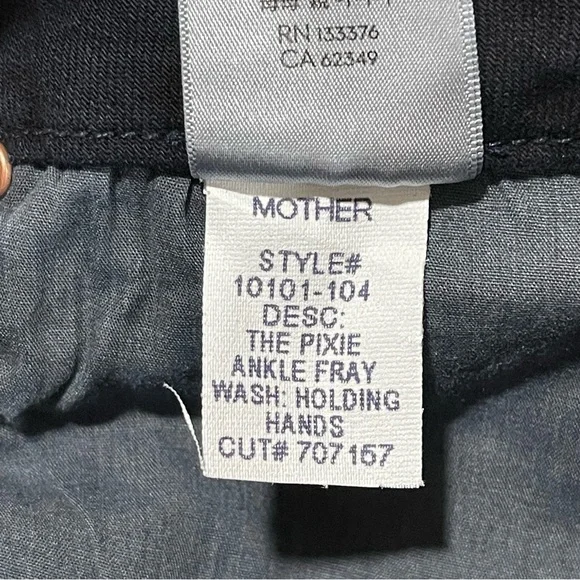 RN 133376
CA 62349
MOTHER
STYLE#
10101-104
DESC:
THE PIXIE
ANKLE FRAY
WASH: HOLDING
HANDS
CUT# 707157